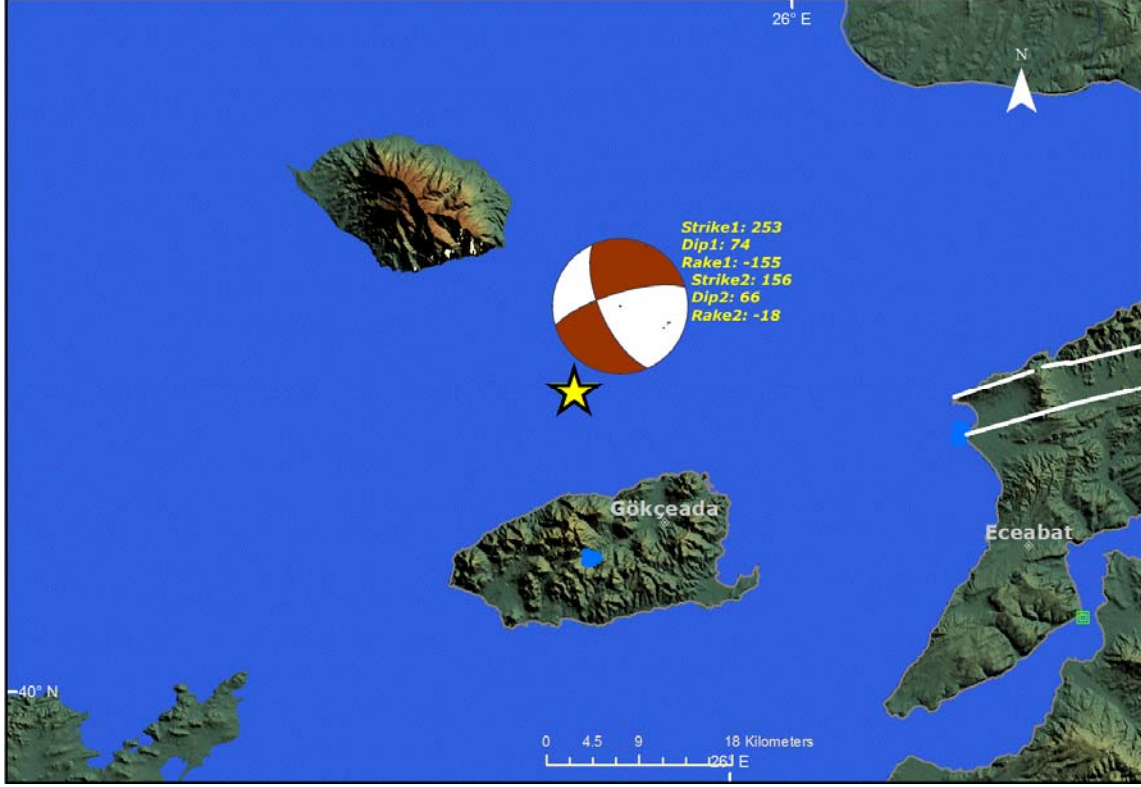 26° E
N
Strike1: 253
Dip1: 74
Rake1: -155
Strike2: 156
Dip2: 66
Rake2: -18
Gökçeada
Eceabat
40° N
0 4.5 9 18 Kilometers
26° E